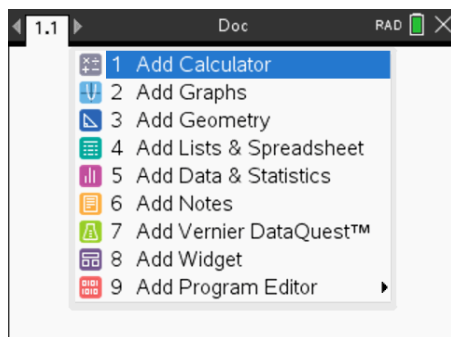 1.1 Doc RAD
1 Add Calculator
2 Add Graphs
3 Add Geometry
4 Add Lists & Spreadsheet
5 Add Data & Statistics
6 Add Notes
7 Add Vernier DataQuest™
8 Add Widget
9 Add Program Editor